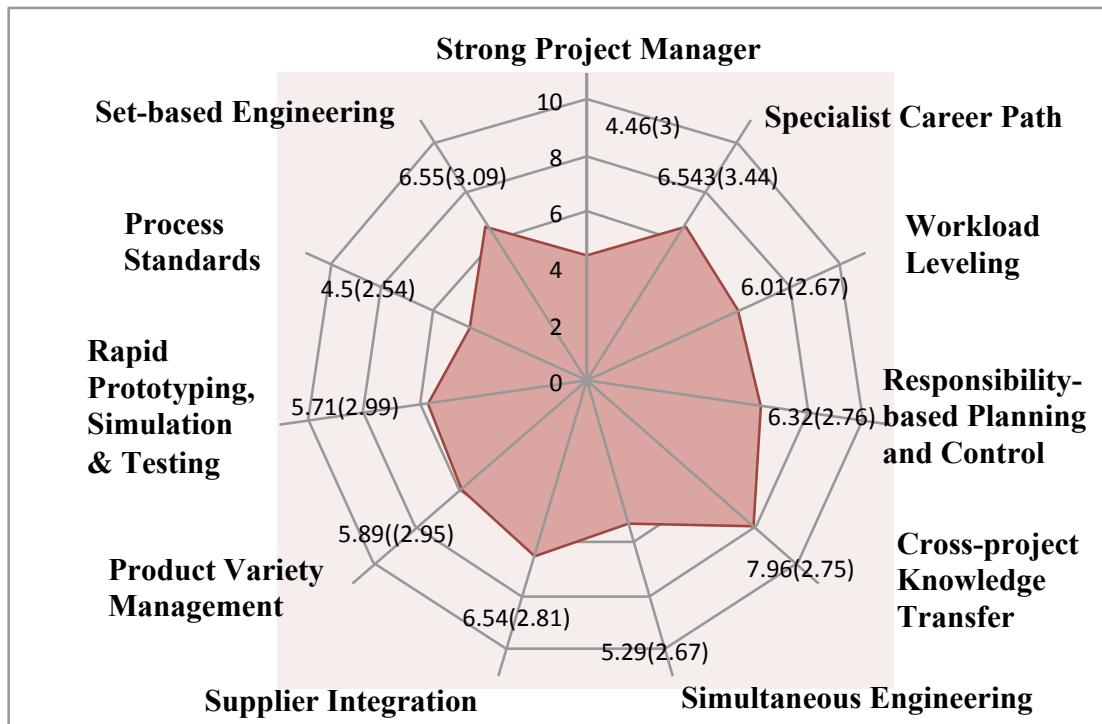 Strong Project Manager
Set-based Engineering
Specialist Career Path
10
4.46(3)
8
6.55(3.09)
6.543(3.44)
Process
Standards
6
Workload
Leveling
4
4.5(2.54)
6.01(2.67)
2
Rapid
Prototyping,
Simulation
& Testing
0
5.71(2.99)
6.32(2.76)
Responsibility-
based Planning
and Control
5.89((2.95)
7.96(2.75)
Product Variety
Management
Cross-project
Knowledge
Transfer
6.54(2.81)
5.29(2.67)
Supplier Integration
Simultaneous Engineering